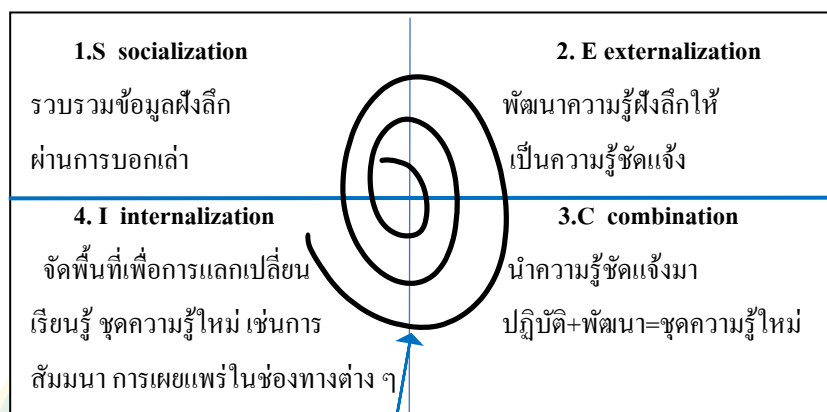 1.S socialization
รวบรวมข้อมูลฝังลึก
ผ่านการบอกเล่า
2. E externalization
พัฒนาความรู้ฝังลึกให้
เป็นความรู้ชัดแจ้ง
4. I internalization
จัดพื้นที่เพื่อการแลกเปลี่ยน
เรียนรู้ ชุดความรู้ใหม่ เช่นการ
สัมมนา การเผยแพร่ในช่องทางต่าง ๆ
3.C combination
นำความรู้ชัดแจ้งมา
ปฏิบัติ+พัฒนา=ชุดความรู้ใหม่